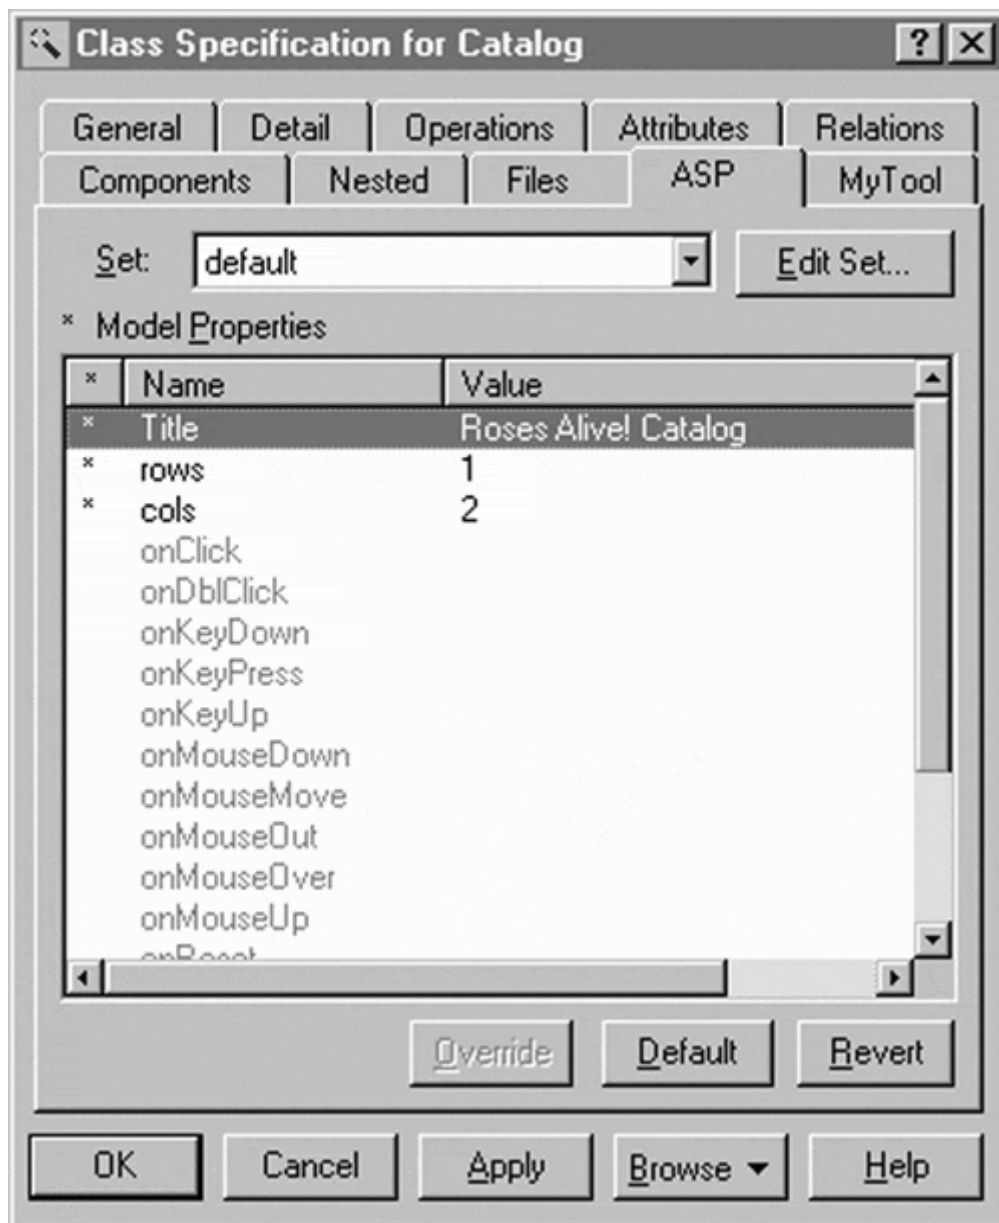 Class Specification for Catalog
General Detail Operations Attributes Relations
Components Nested Files ASP MyTool
Set: default Edit Set...
* Model Properties
* Name Value
* Title Roses Alive! Catalog
* rows 1
* cols 2
onClick
onDblClick
onKeyDown
onKeyPress
onKeyUp
onMouseDown
onMouseMove
onMouseOut
onMouseOver
onMouseUp
onReset
Override Default Revert
OK Cancel Apply Browse Help